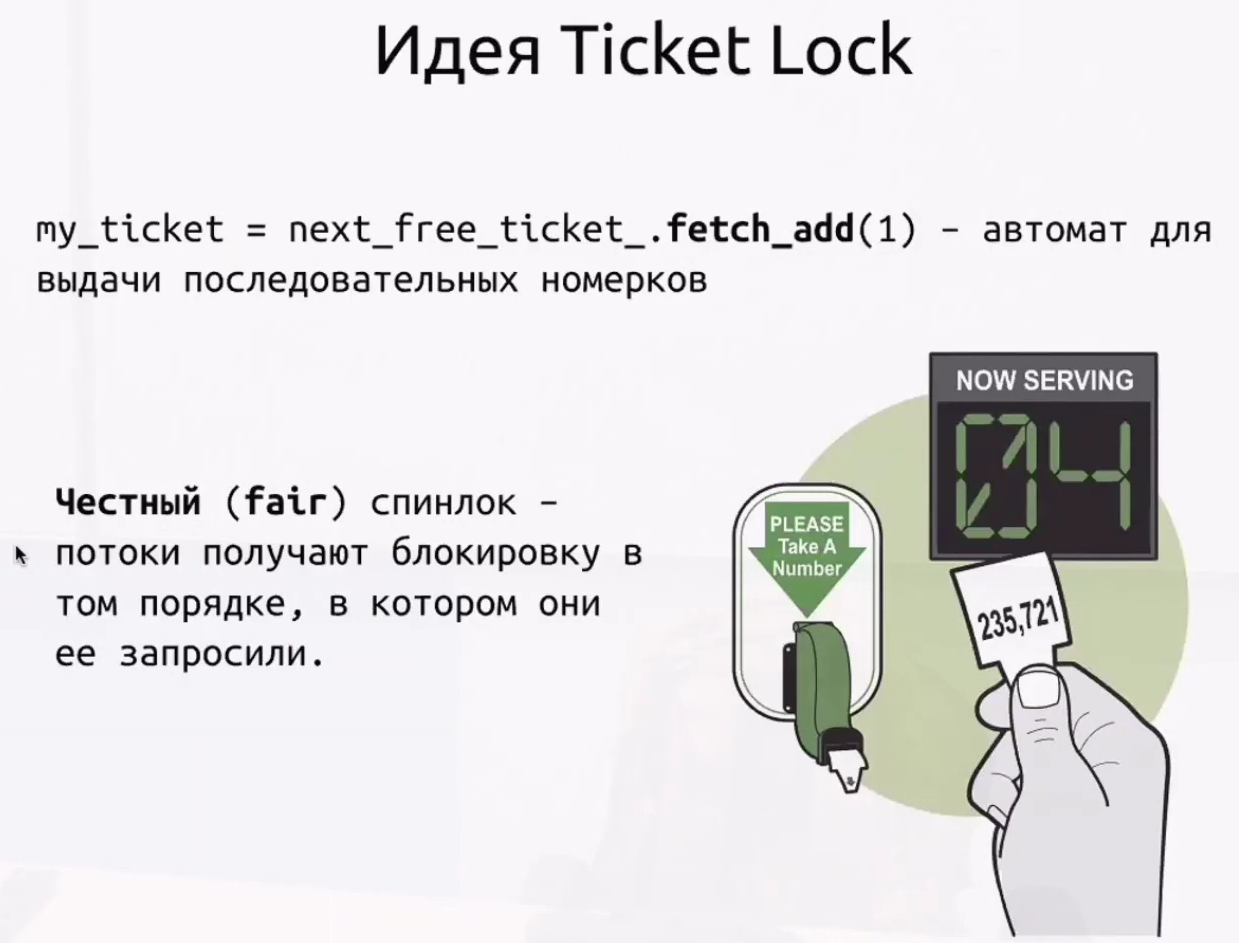 Идея Ticket Lock
my_ticket = next_free_ticket_.fetch_add(1) – автомат для
выдачи последовательных номерков
Честный (fair) спинлок –
потоки получают блокировку в
том порядке, в котором они
ее запросили.
NOW SERVING
04
PLEASE
Take A
Number
235,721